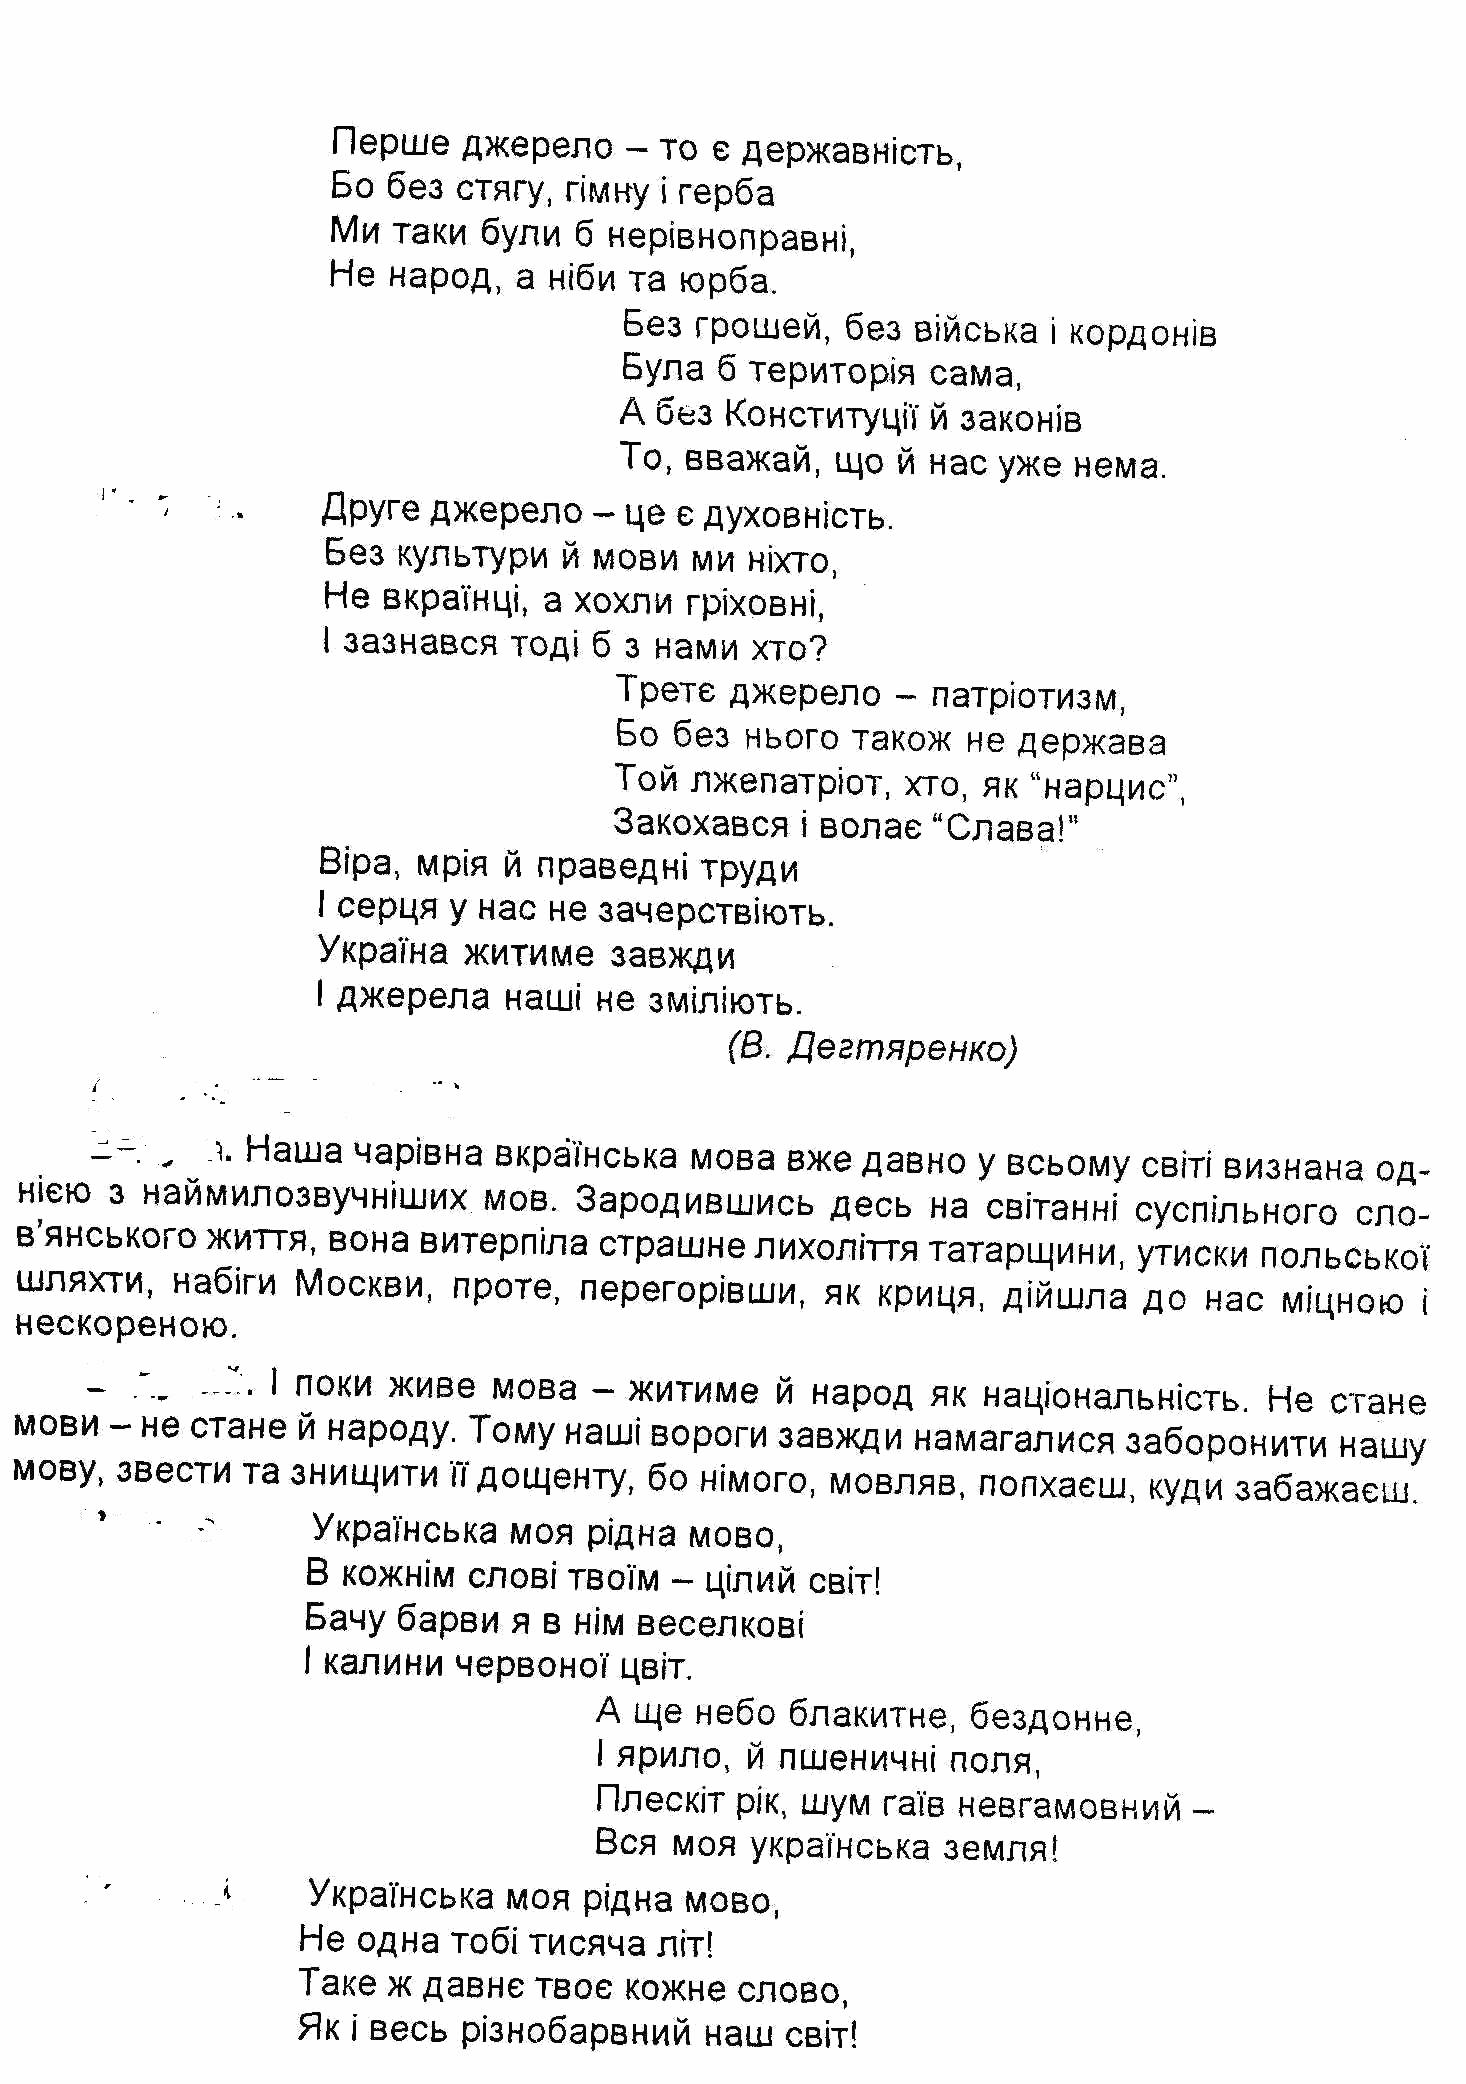 Перше джерело – то є державність,
Бо без стягу, гімну і герба
Ми таки були б нерівноправні,
Не народ, а ніби та юрба.
Без грошей, без війська і кордонів
Була б територія сама,
А без Конституції й законів
То, вважай, що й нас уже нема.
Друге джерело – це є духовність.
Без культури й мови ми ніхто,
Не вкраїнці, а хохли гріховні,
І зазнався тоді б з нами хто?
Третє джерело – патріотизм,
Бо без нього також не держава
Той лжепатріот, хто, як “нарцис”,
Закохався і волає “Слава!”
Віра, мрія й праведні труди
І серця у нас не зачерствіють.
Україна житиме завжди
І джерела наші не зміліють.
(В. Дегтяренко)
Наша чарівна вкраїнська мова вже давно у всьому світі визнана од-
нією з наймилозвучніших мов. Зародившись десь на світанні суспільного сло-
в’янського життя, вона витерпіла страшне лихоліття татарщини, утиски польської
шляхти, набіги Москви, проте, перегорівши, як криця, дійшла до нас міцною і
нескореною.
І поки живе мова – житиме й народ як національність. Не стане
мови – не стане й народу. Тому наші вороги завжди намагалися заборонити нашу
мову, звести та знищити її дощенту, бо німого, мовляв, попхаєш, куди забажаєш.
Українська моя рідна мово,
В кожнім слові твоїм – цілий світ!
Бачу барви я в нім веселкові
І калини червоної цвіт.
А ще небо блакитне, бездонне,
І ярило, й пшеничні поля,
Плескіт рік, шум гаїв невгамовний –
Вся моя українська земля!
Українська моя рідна мово,
Не одна тобі тисяча літ!
Таке ж давнє твоє кожне слово,
Як і весь різнобарвний наш світ!